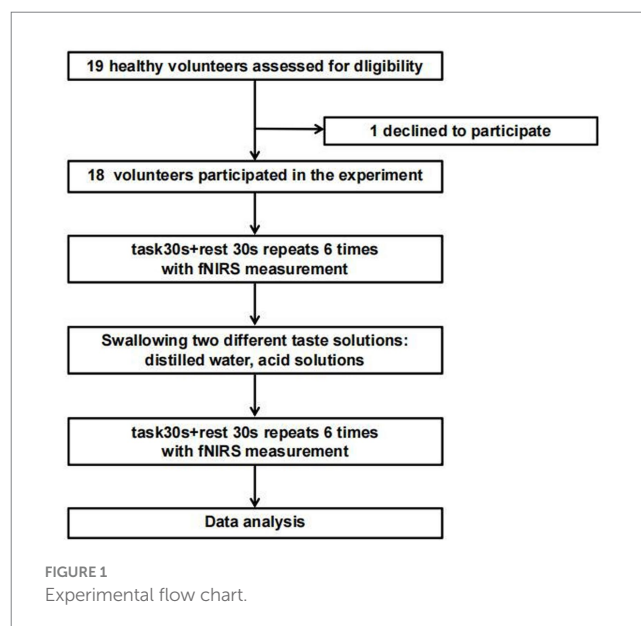 19 healthy volunteers assessed for dligibility
1 declined to participate
18 volunteers participated in the experiment
task30s+rest 30s repeats 6 times
with fNIRS measurement
Swallowing two different taste solutions:
distilled water, acid solutions
task30s+rest 30s repeats 6 times
with fNIRS measurement
Data analysis
FIGURE 1
Experimental flow chart.